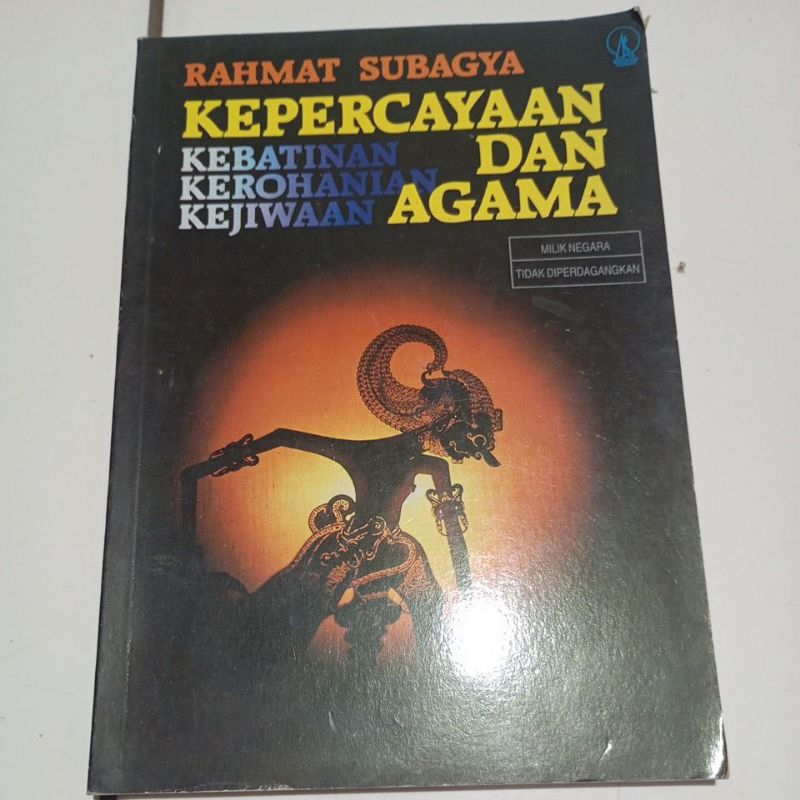 RAHMAT SUBAGYA
KEPERCAYAAN
KEBATINAN
KEROHANIAN
KEJIWAAN
DAN
AGAMA
MILIK NEGARA
TIDAK DIPERDAGANGKAN